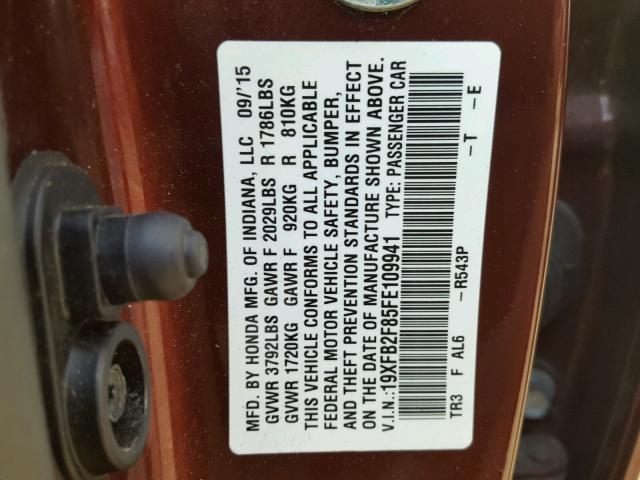 MFD. BY HONDA MFG. OF INDIANA, LLC 09/'15
GVWR 3792LBS GAWR F 2029LBS R 1786LBS
GVWR 1720KG GAWR F 920KG R 810KG
THIS VEHICLE CONFORMS TO ALL APPLICABLE
FEDERAL MOTOR VEHICLE SAFETY, BUMPER,
AND THEFT PREVENTION STANDARDS IN EFFECT
ON THE DATE OF MANUFACTURE SHOWN ABOVE.
V.I.N.:19XFB2F85FE109941 TYPE: PASSENGER CAR
TR3 F AL6 -R543P -T -E